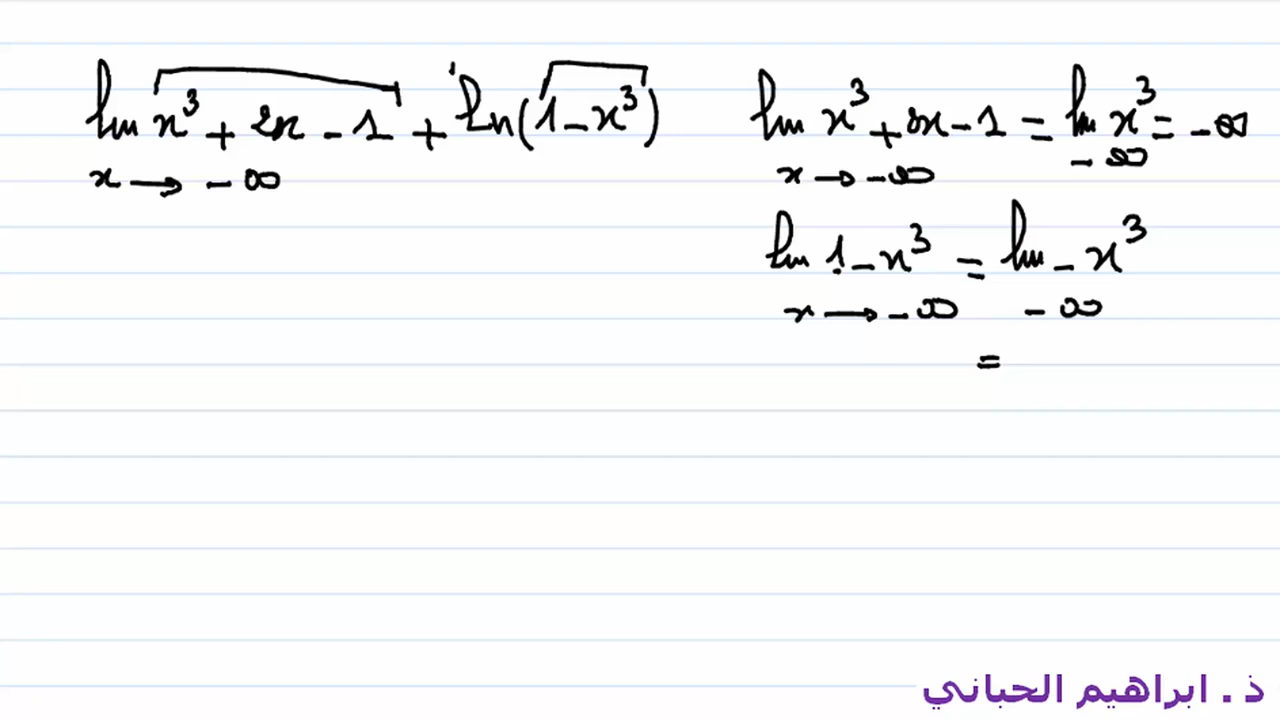 lim x³ + 2x - 1 + ln(1 - x³)
x → -∞
lim x³ + 2x - 1 = lim x³ = -∞
x → -∞ -∞
lim 1 - x³ = lim - x³
x → -∞ -∞
=
ذ . ابراهيم الحباني